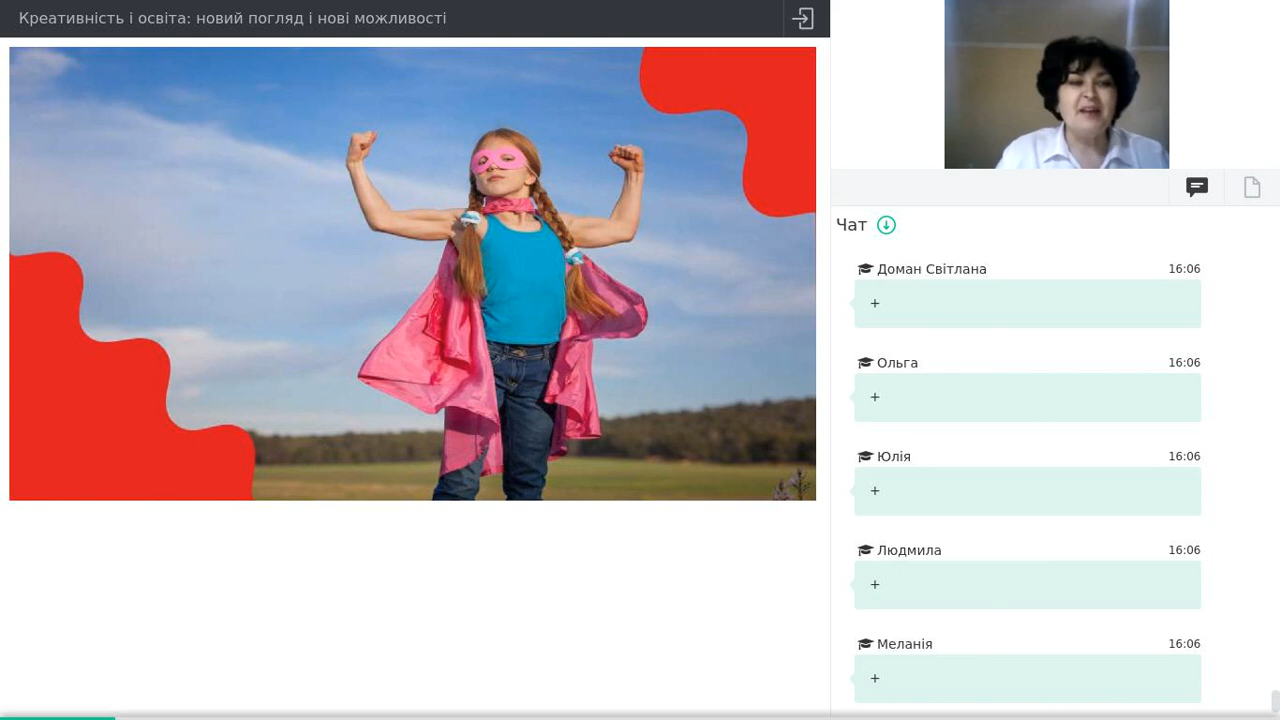 Креативність і освіта: новий погляд і нові можливості
Чат
Доман Світлана 16:06
+
Ольга 16:06
+
Юлія 16:06
+
Людмила 16:06
+
Меланія 16:06
+